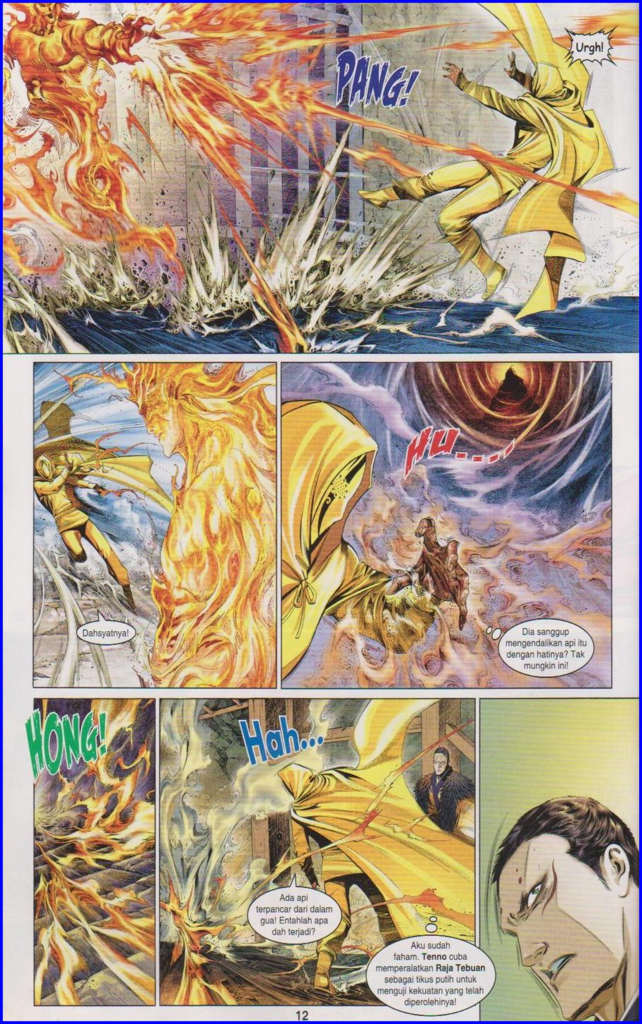 Urgh!
PANG!
Dahsyatnya!
HU....
Dia sanggup
mengendalikan api itu
dengan hatinya? Tak
mungkin ini!
HONG!
Hah...
Ada api
terpancar dari dalam
gua! Entahlah apa
dah terjadi?
Aku sudah
faham. Tenno cuba
memperalatkan Raja Tebuan
sebagai tikus putih untuk
menguji kekuatan yang telah
diperolehinya!
12